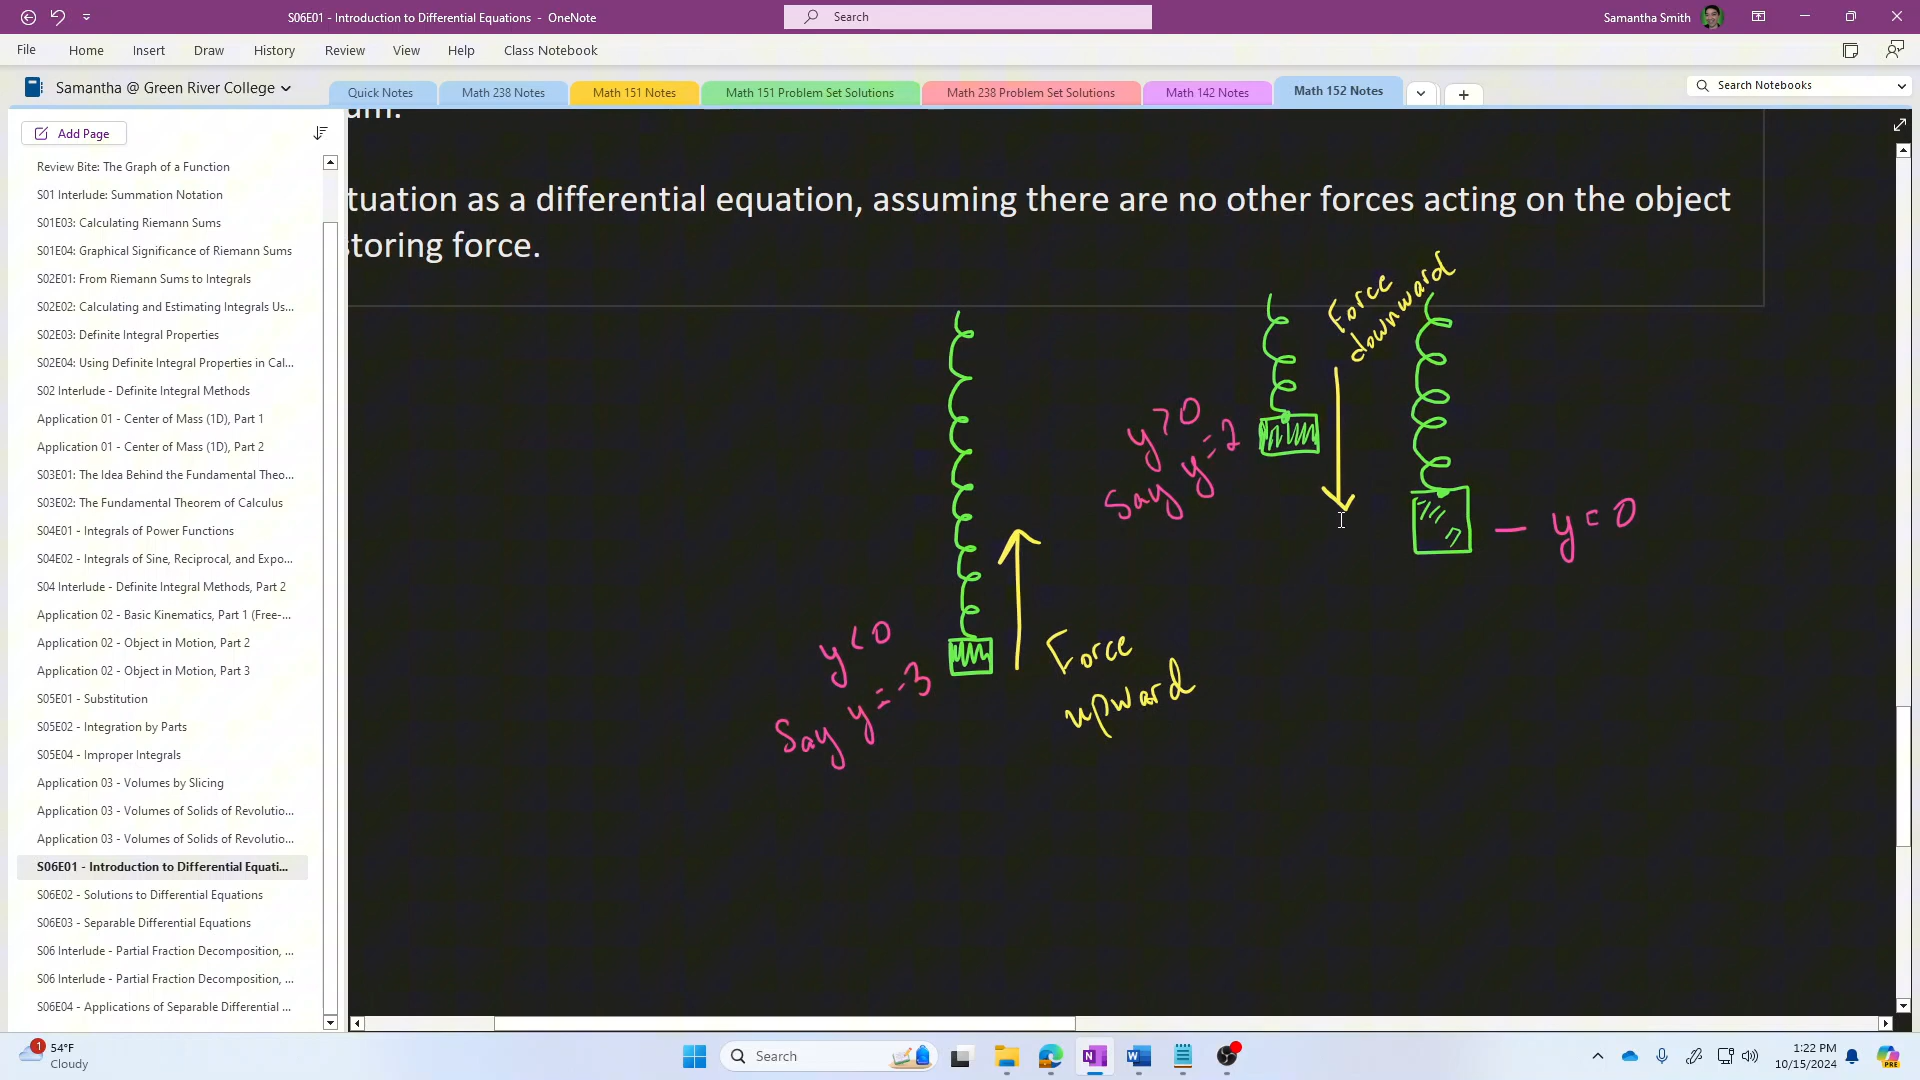 S06E01 - Introduction to Differential Equations - OneNote
Search
Samantha Smith
File Home Insert Draw History Review View Help Class Notebook
Samantha @ Green River College
Quick Notes Math 238 Notes Math 151 Notes Math 151 Problem Set Solutions Math 238 Problem Set Solutions Math 142 Notes Math 152 Notes
Search Notebooks
Add Page
Review Bite: The Graph of a Function
S01 Interlude: Summation Notation
S01E03: Calculating Riemann Sums
S01E04: Graphical Significance of Riemann Sums
S02E01: From Riemann Sums to Integrals
S02E02: Calculating and Estimating Integrals Us...
S02E03: Definite Integral Properties
S02E04: Using Definite Integral Properties in Cal...
S02 Interlude - Definite Integral Methods
Application 01 - Center of Mass (1D), Part 1
Application 01 - Center of Mass (1D), Part 2
S03E01: The Idea Behind the Fundamental Theo...
S03E02: The Fundamental Theorem of Calculus
S04E01 - Integrals of Power Functions
S04E02 - Integrals of Sine, Reciprocal, and Expo...
S04 Interlude - Definite Integral Methods, Part 2
Application 02 - Basic Kinematics, Part 1 (Free-...
Application 02 - Object in Motion, Part 2
Application 02 - Object in Motion, Part 3
S05E01 - Substitution
S05E02 - Integration by Parts
S05E04 - Improper Integrals
Application 03 - Volumes by Slicing
Application 03 - Volumes of Solids of Revolutio...
Application 03 - Volumes of Solids of Revolutio...
S06E01 - Introduction to Differential Equati...
S06E02 - Solutions to Differential Equations
S06E03 - Separable Differential Equations
S06 Interlude - Partial Fraction Decomposition, ...
S06 Interlude - Partial Fraction Decomposition, ...
S06E04 - Applications of Separable Differential ...
um.
tuation as a differential equation, assuming there are no other forces acting on the object
storing force.
Force
downward
y > 0
Say y = 2
y = 0
y < 0
Say y = -3
Force
upward
1
54°F
Cloudy
Search
1:22 PM
10/15/2024
PRE